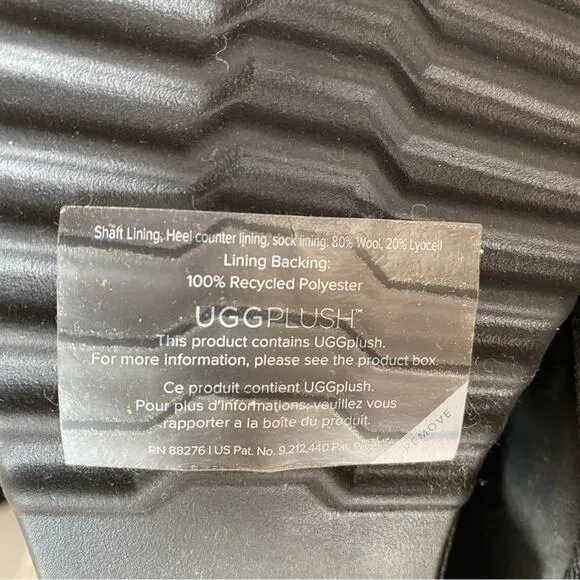 Shaft Lining, Heel counter lining, sock lining: 80% Wool, 20% Lyocell
Lining Backing:
100% Recycled Polyester
UGGPLUSH™
This product contains UGGplush.
For more information, please see the product box.
Ce produit contient UGGplush.
Pour plus d'informations, veuillez vous
rapporter a la boîte du produit.
RN 88276 | US Pat. No. 9,212,440 Pat.
REMOVE